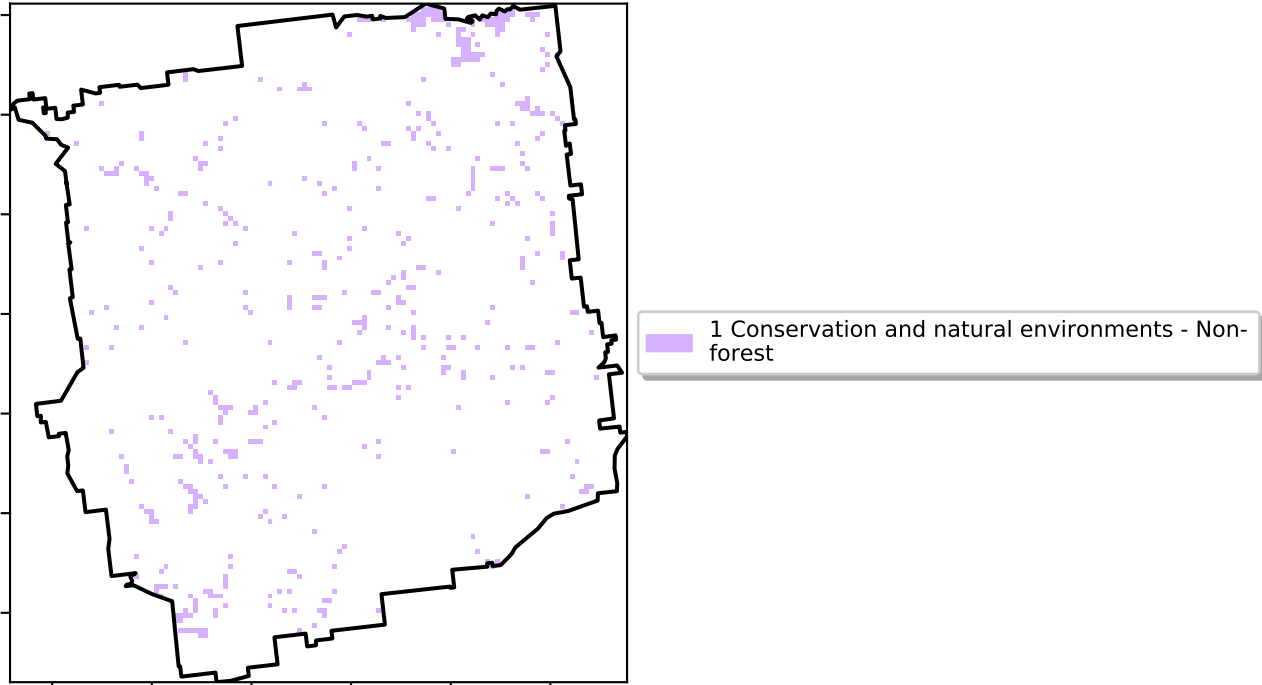 1 Conservation and natural environments - Non-
forest